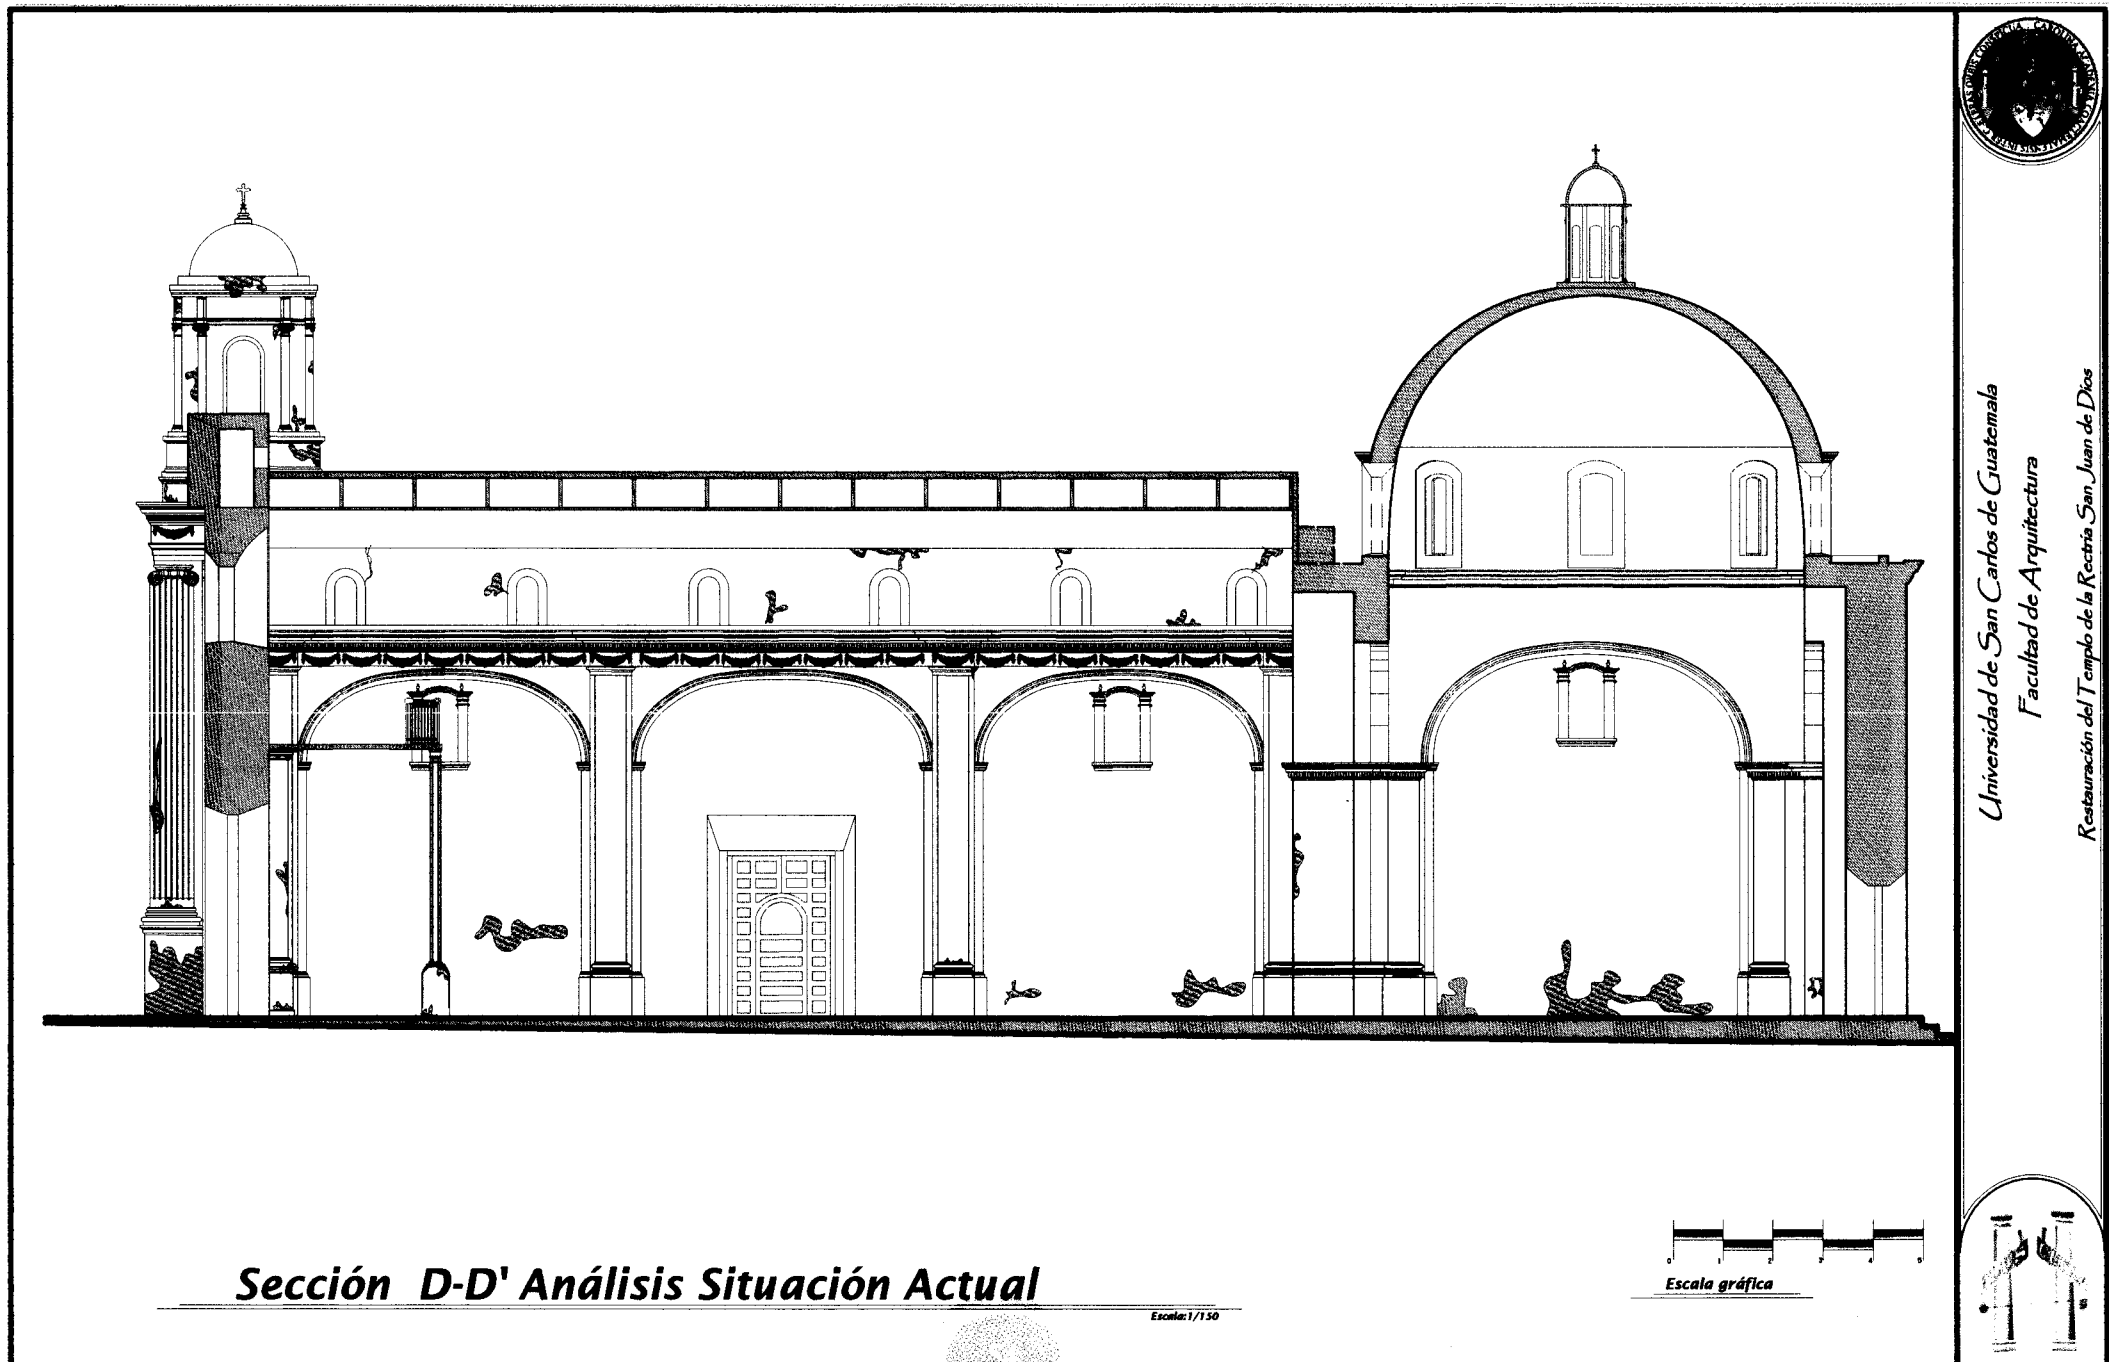 Universidad de San Carlos de Guatemala
Facultad de Arquitectura
Restauración del Templo de la Rectría San Juan de Dios
Sección D-D' Análisis Situación Actual
Escala:1/150
0 1 2 3 4 5
Escala gráfica